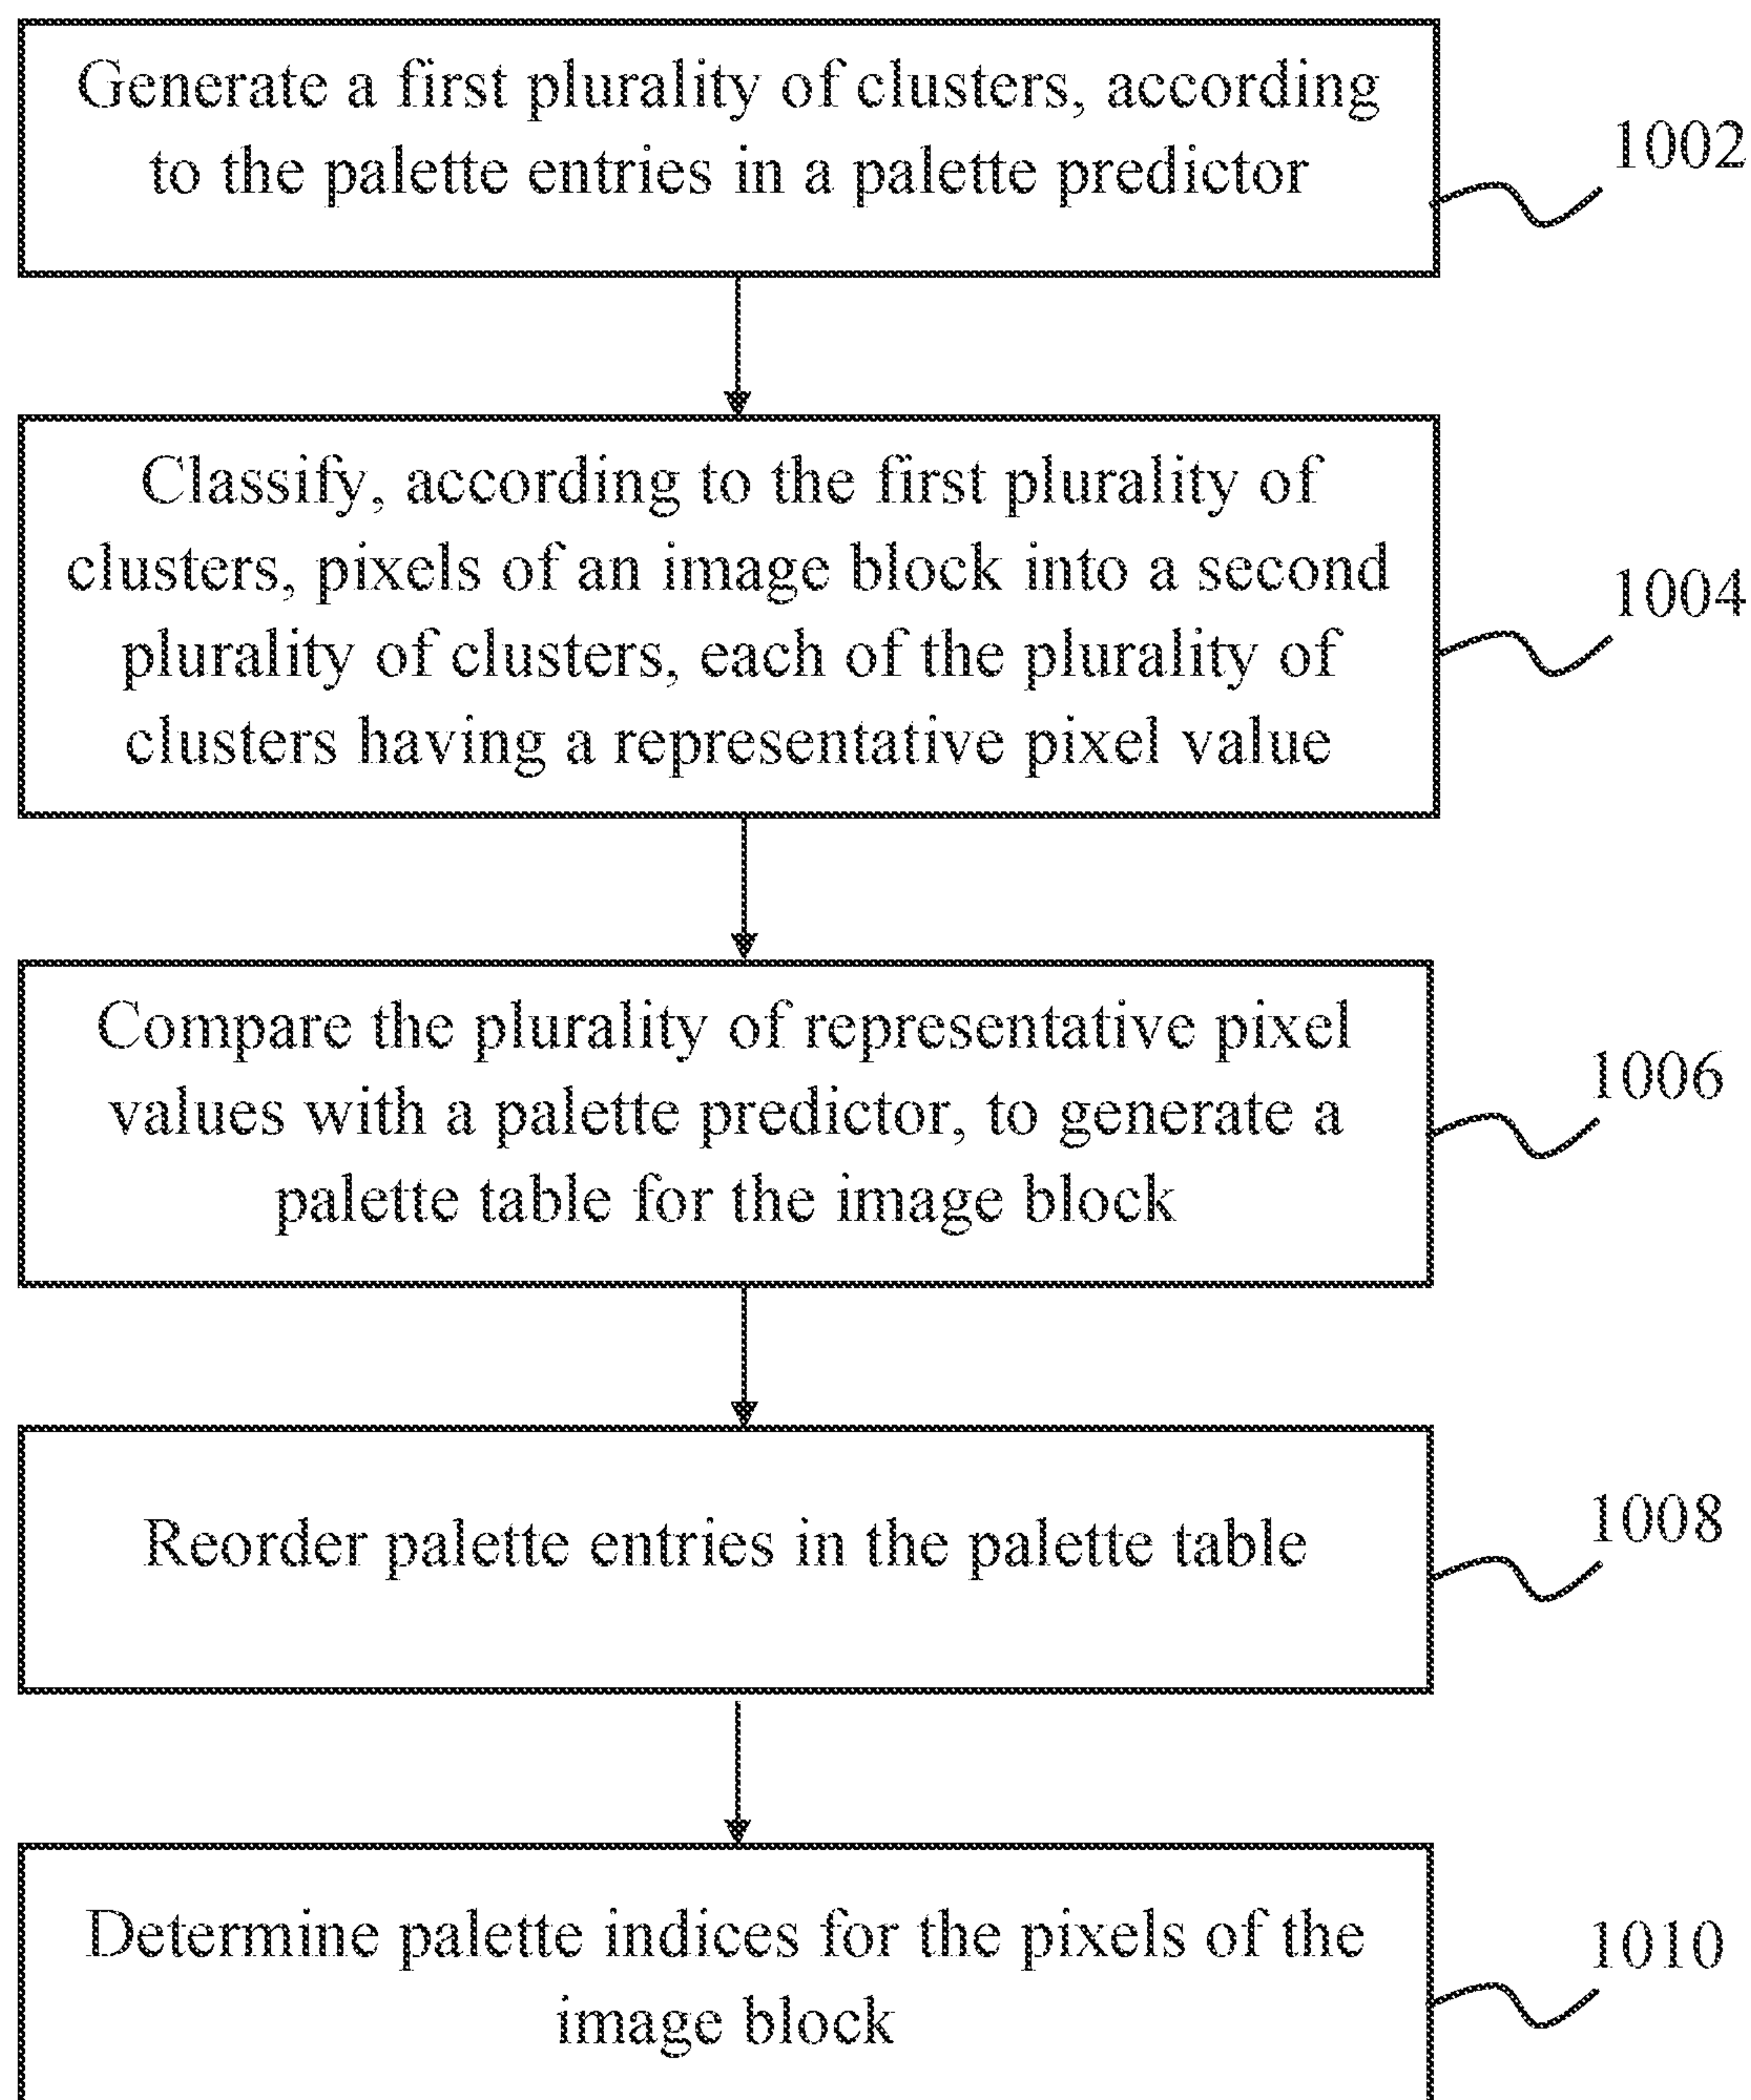 Generate a first plurality of clusters, according
to the palette entries in a palette predictor
1002
Classify, according to the first plurality of
clusters, pixels of an image block into a second
plurality of clusters, each of the plurality of
clusters having a representative pixel value
1004
Compare the plurality of representative pixel
values with a palette predictor, to generate a
palette table for the image block
1006
Reorder palette entries in the palette table
1008
Determine palette indices for the pixels of the
image block
1010